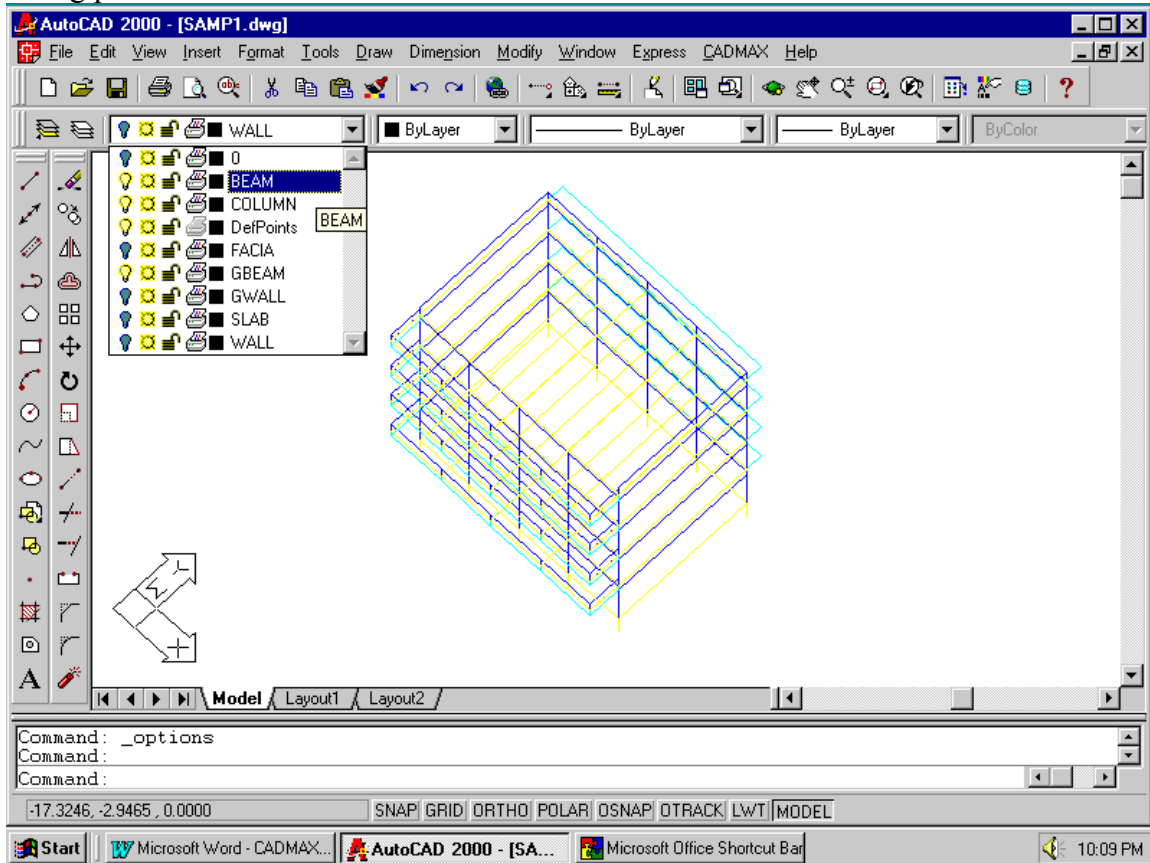 AutoCAD 2000 - [SAMP1.dwg]
File Edit View Insert Format Tools Draw Dimension Modify Window Express CADMAX Help
WALL ByLayer ByLayer ByLayer ByColor
0
BEAM
COLUMN
BEAM
DefPoints
FACIA
GBEAM
GWALL
SLAB
WALL
A Model Layout1 Layout2
Command: _options
Command:
Command:
-17.3246, -2.9465 , 0.0000 SNAP GRID ORTHO POLAR OSNAP OTRACK LWT MODEL
Start Microsoft Word - CADMAX... AutoCAD 2000 - [SA... Microsoft Office Shortcut Bar 10:09 PM